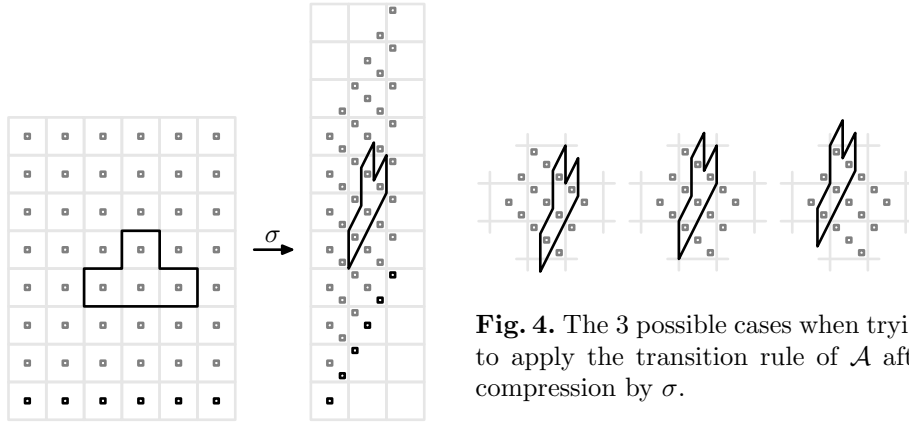 σ
Fig. 4. The 3 possible cases when tryi
to apply the transition rule of 𝒜 aft
compression by σ.